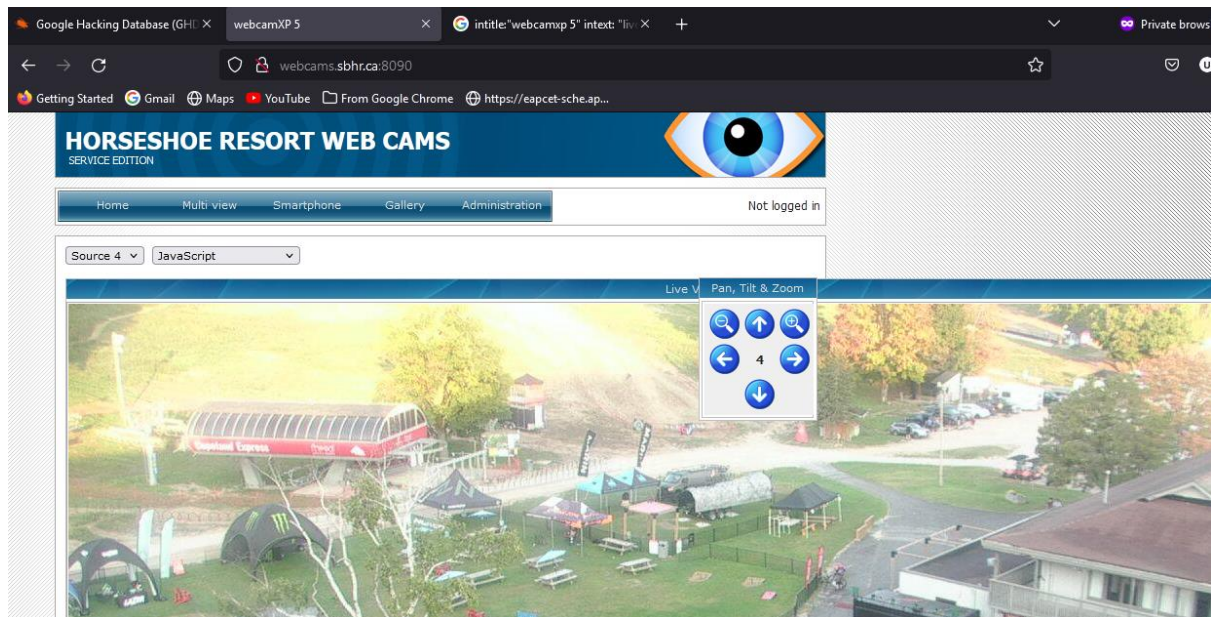 Google Hacking Database (GHD
webcamXP 5
intitle:"webcamxp 5" intext: "live
Private brows
webcams.sbhr.ca:8090
Getting Started
Gmail
Maps
YouTube
From Google Chrome
https://eapcet-sche.ap...
HORSESHOE RESORT WEB CAMS
SERVICE EDITION
Home
Multi view
Smartphone
Gallery
Administration
Not logged in
Source 4
JavaScript
Live V
Pan, Tilt & Zoom
4